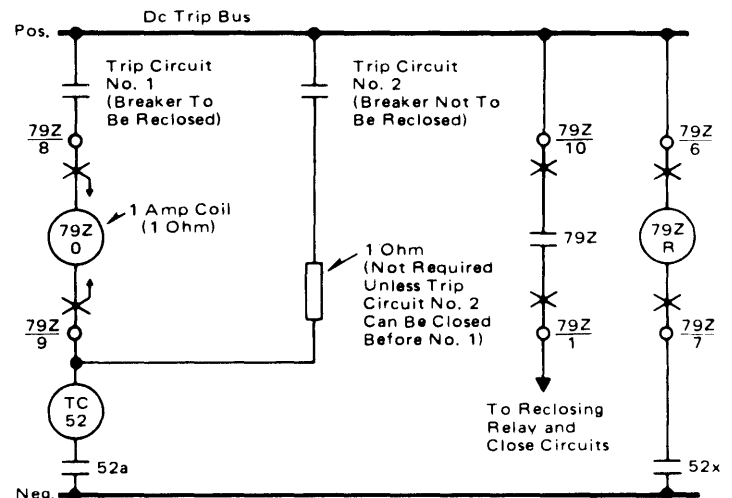 Dc Trip Bus
Pos.
Trip Circuit
No. 1
(Breaker To
Be Reclosed)
Trip Circuit
No. 2
(Breaker Not To
Be Reclosed)
79Z
8
79Z
10
79Z
6
1 Amp Coil
(1 Ohm)
79Z
O
79Z
79Z
R
1 Ohm
(Not Required
Unless Trip
Circuit No. 2
Can Be Closed
Before No. 1)
79Z
9
79Z
1
79Z
7
TC
52
To Reclosing
Relay and
Close Circuits
52a
52x
Neg.